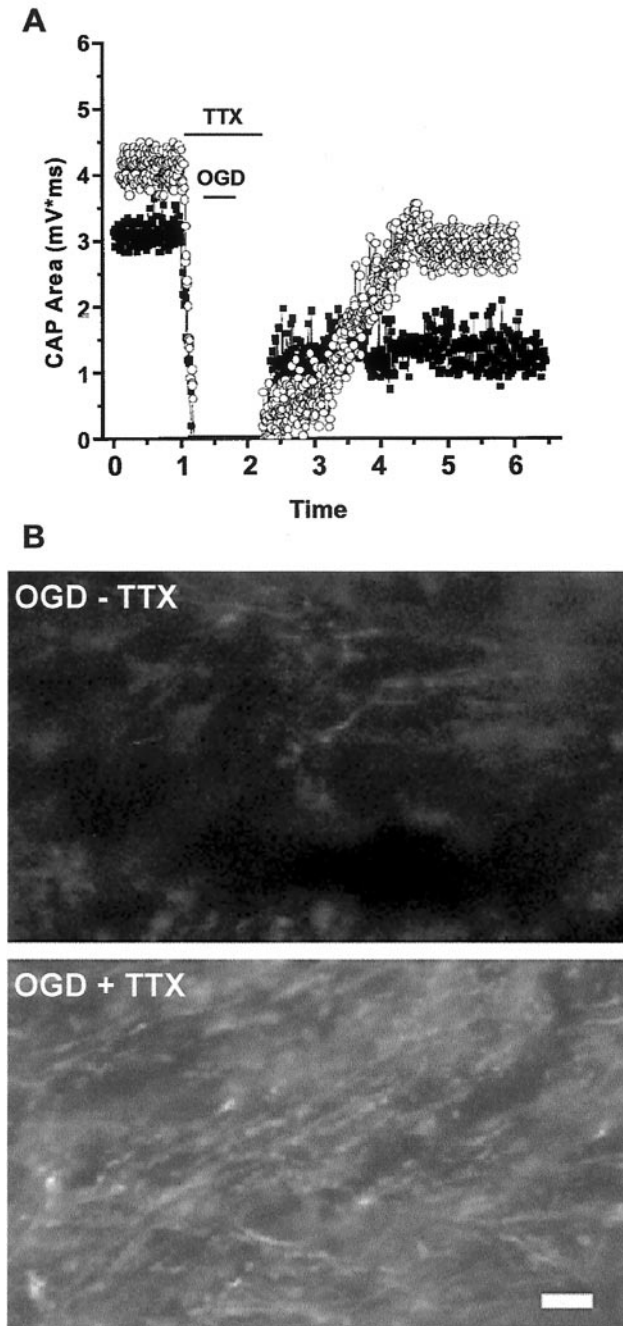 A
6
5
4
3
2
1
0
CAP Area (mV*ms)
TTX
OGD
0 1 2 3 4 5 6
Time
B
OGD - TTX
OGD + TTX